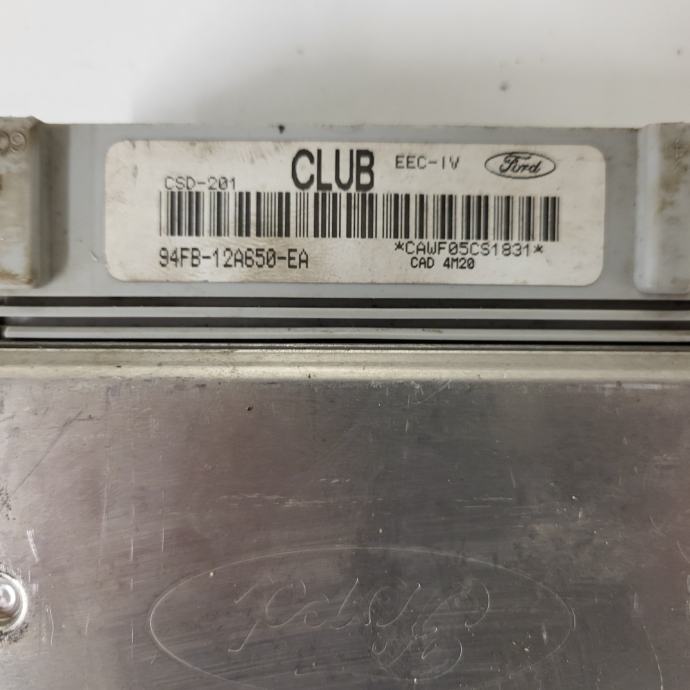 CLUB EEC-IV Ford
CSD-201
*CAWF05CS1831*
94FB-12A650-EA
CAD 4M20